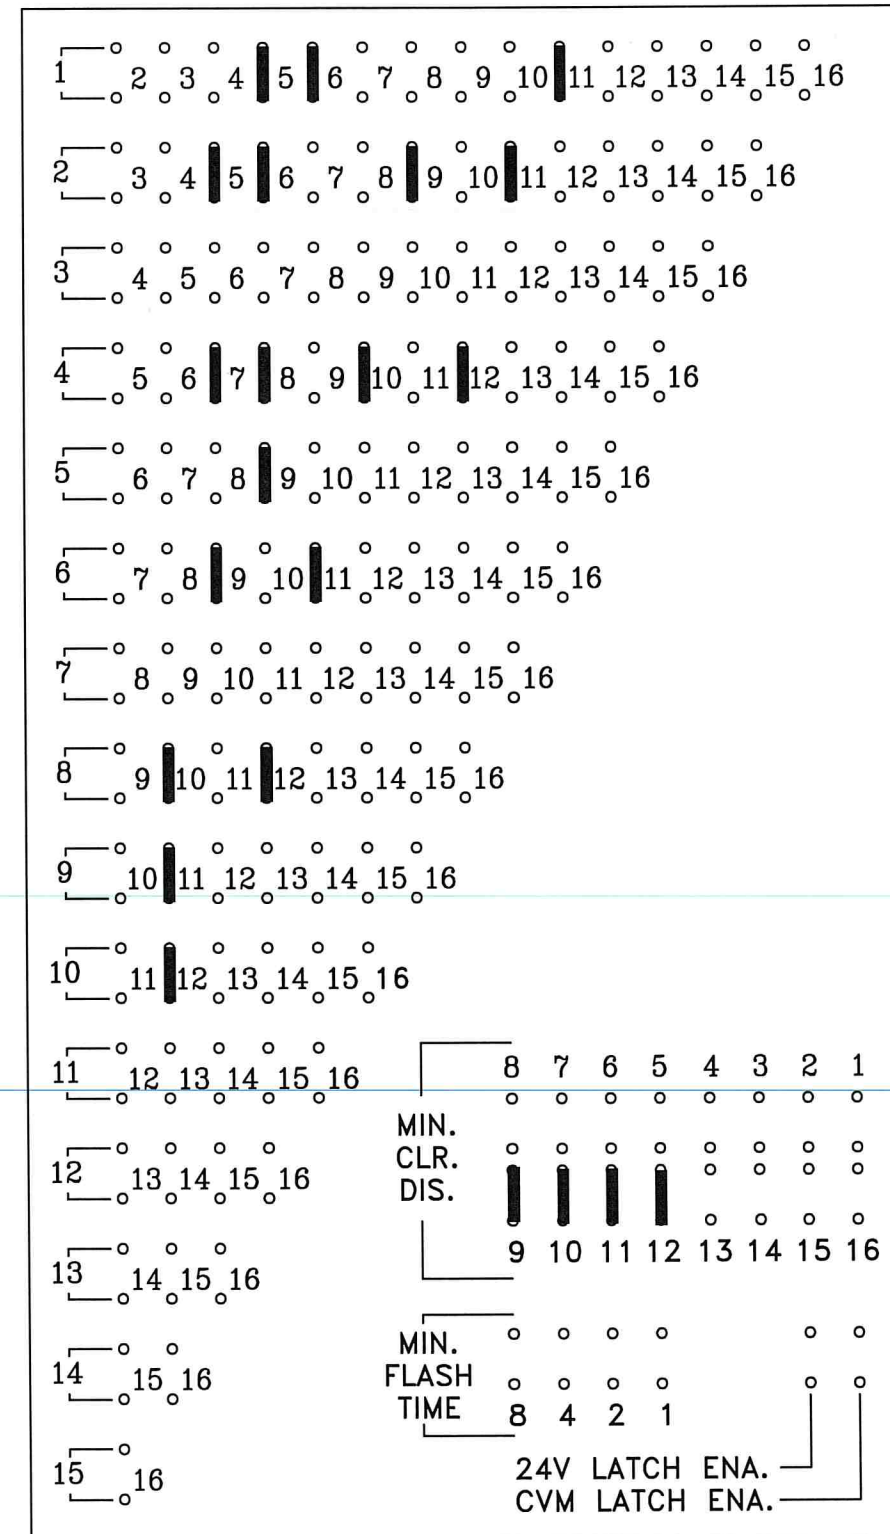 1 2 3 4 5 6 7 8 9 10 11 12 13 14 15 16
2 3 4 5 6 7 8 9 10 11 12 13 14 15 16
3 4 5 6 7 8 9 10 11 12 13 14 15 16
4 5 6 7 8 9 10 11 12 13 14 15 16
5 6 7 8 9 10 11 12 13 14 15 16
6 7 8 9 10 11 12 13 14 15 16
7 8 9 10 11 12 13 14 15 16
8 9 10 11 12 13 14 15 16
9 10 11 12 13 14 15 16
10 11 12 13 14 15 16
11 12 13 14 15 16
12 13 14 15 16
13 14 15 16
14 15 16
15 16
8 7 6 5 4 3 2 1
MIN.
CLR.
DIS.
9 10 11 12 13 14 15 16
MIN.
FLASH
TIME
8 4 2 1
24V LATCH ENA.
CVM LATCH ENA.